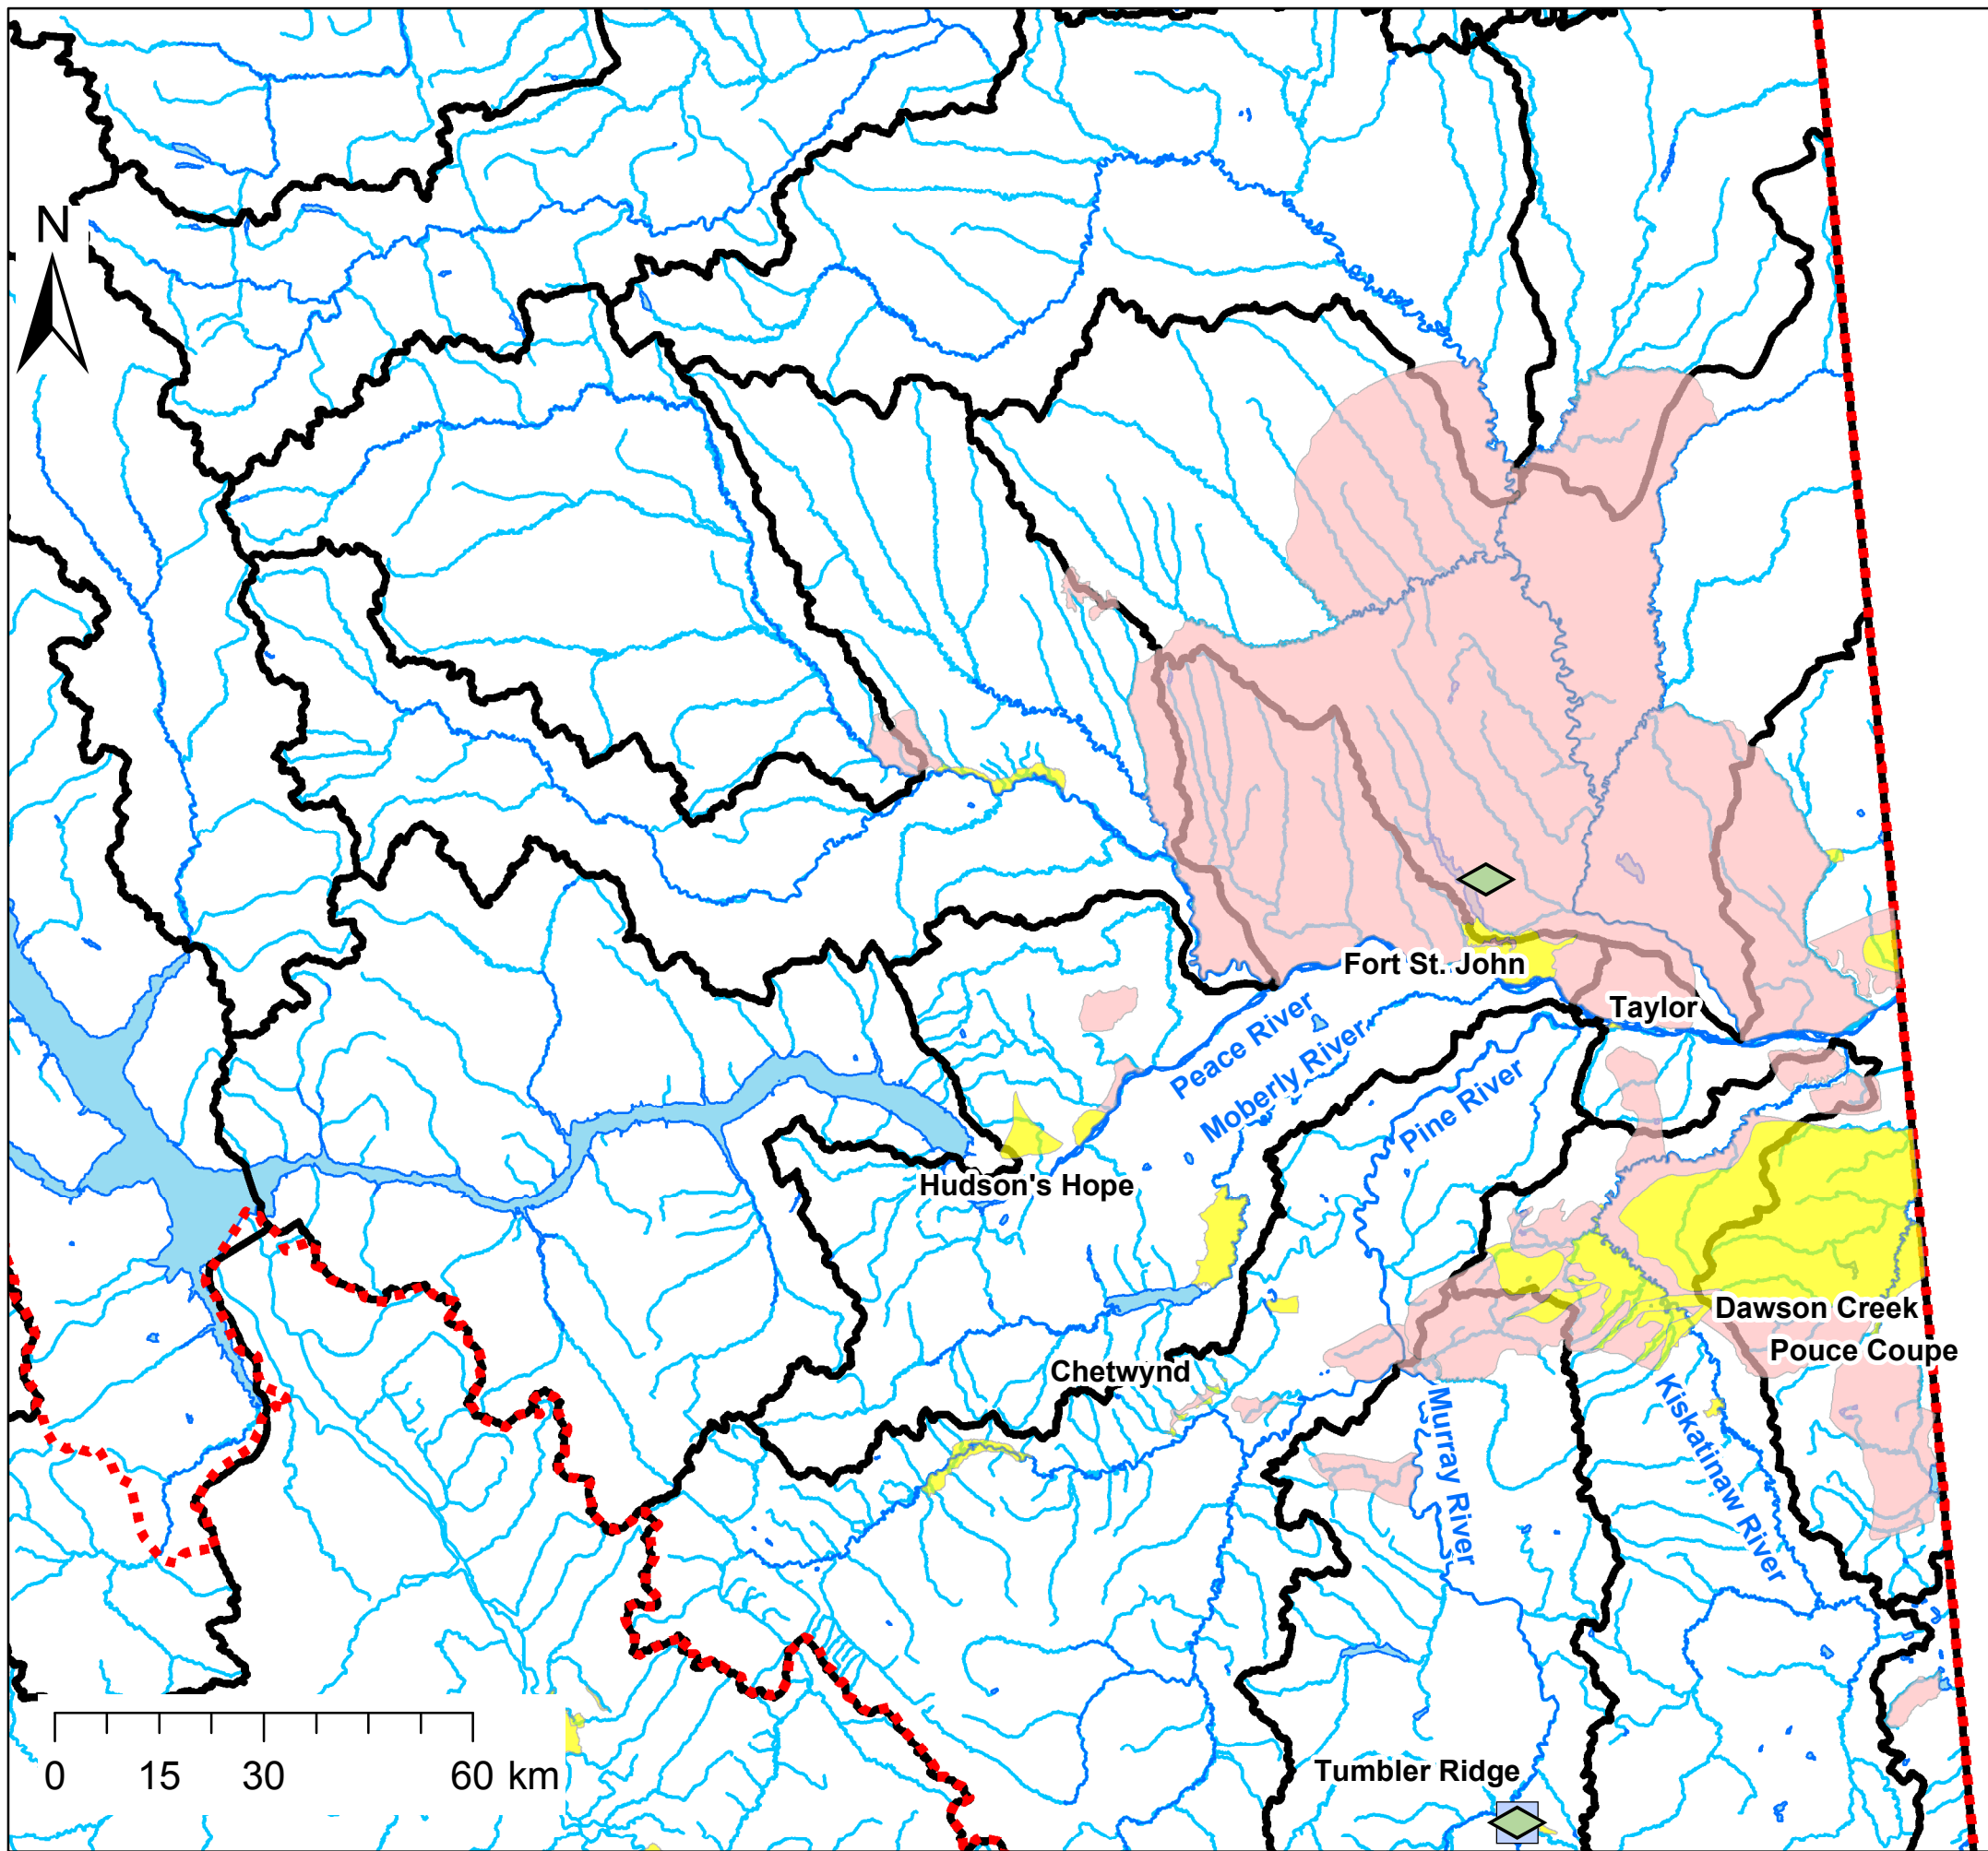 N
Fort St. John
Taylor
Peace River
Moberly River
Pine River
Hudson's Hope
Dawson Creek
Pouce Coupe
Chetwynd
Murray River
Kiskatinaw River
Tumbler Ridge
0 15 30 60 km